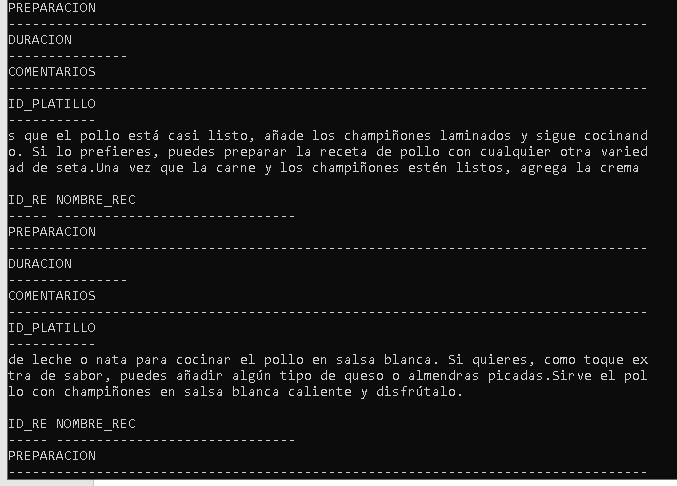 PREPARACION
--------------------------------------------------------------------------------
DURACION
---------------
COMENTARIOS
--------------------------------------------------------------------------------
ID_PLATILLO
-----------
s que el pollo está casi listo, añade los champiñones laminados y sigue cocinand
o. Si lo prefieres, puedes preparar la receta de pollo con cualquier otra varied
ad de seta.Una vez que la carne y los champiñones estén listos, agrega la crema
ID_RE NOMBRE_REC
----- ------------------------------
PREPARACION
--------------------------------------------------------------------------------
DURACION
---------------
COMENTARIOS
--------------------------------------------------------------------------------
ID_PLATILLO
-----------
de leche o nata para cocinar el pollo en salsa blanca. Si quieres, como toque ex
tra de sabor, puedes añadir algún tipo de queso o almendras picadas.Sirve el pol
lo con champiñones en salsa blanca caliente y disfrútalo.
ID_RE NOMBRE_REC
----- ------------------------------
PREPARACION
--------------------------------------------------------------------------------